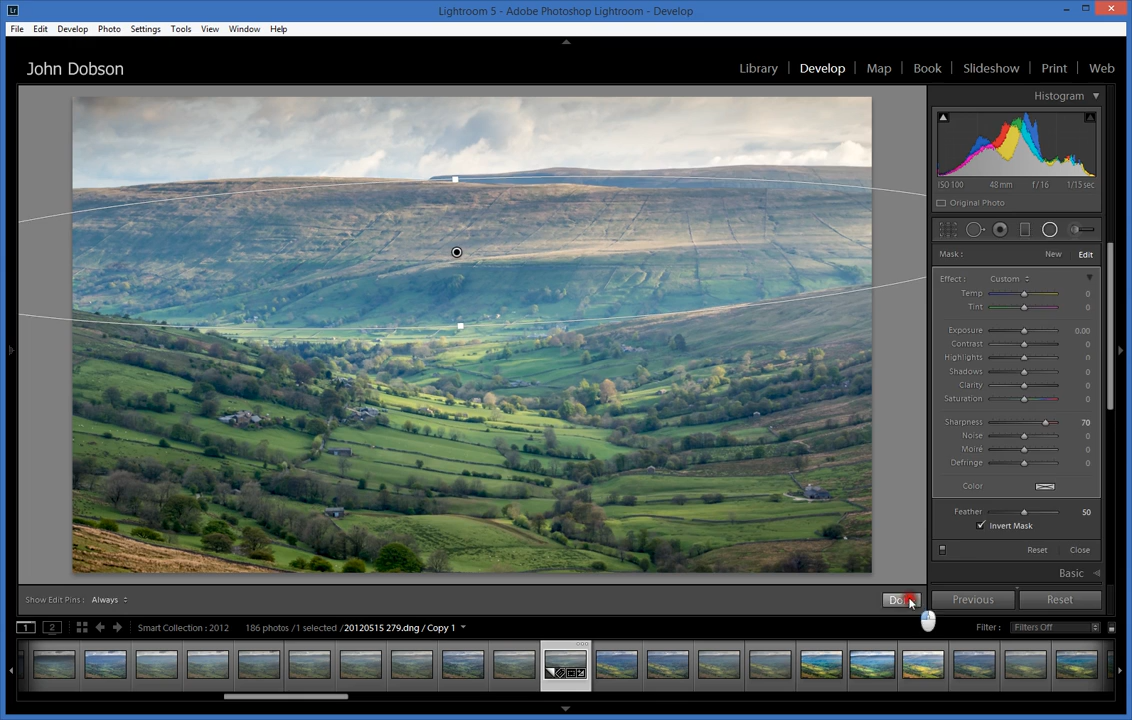 Lr Lightroom 5 - Adobe Photoshop Lightroom - Develop
File Edit Develop Photo Settings Tools View Window Help
John Dobson
Library Develop Map Book Slideshow Print Web
Histogram
ISO 100 48 mm f / 16 1/15 sec
Original Photo
Mask : New Edit
Effect : Custom
Temp 0
Tint 0
Exposure 0.00
Contrast 0
Highlights 0
Shadows 0
Clarity 0
Saturation 0
Sharpness 70
Noise 0
Moiré 0
Defringe 0
Color
Feather 50
Invert Mask
Reset Close
Basic
Show Edit Pins : Always
Previous Reset
1 2 Smart Collection : 2012 186 photos / 1 selected / 20120515 279.dng / Copy 1 Filter : Filters Off